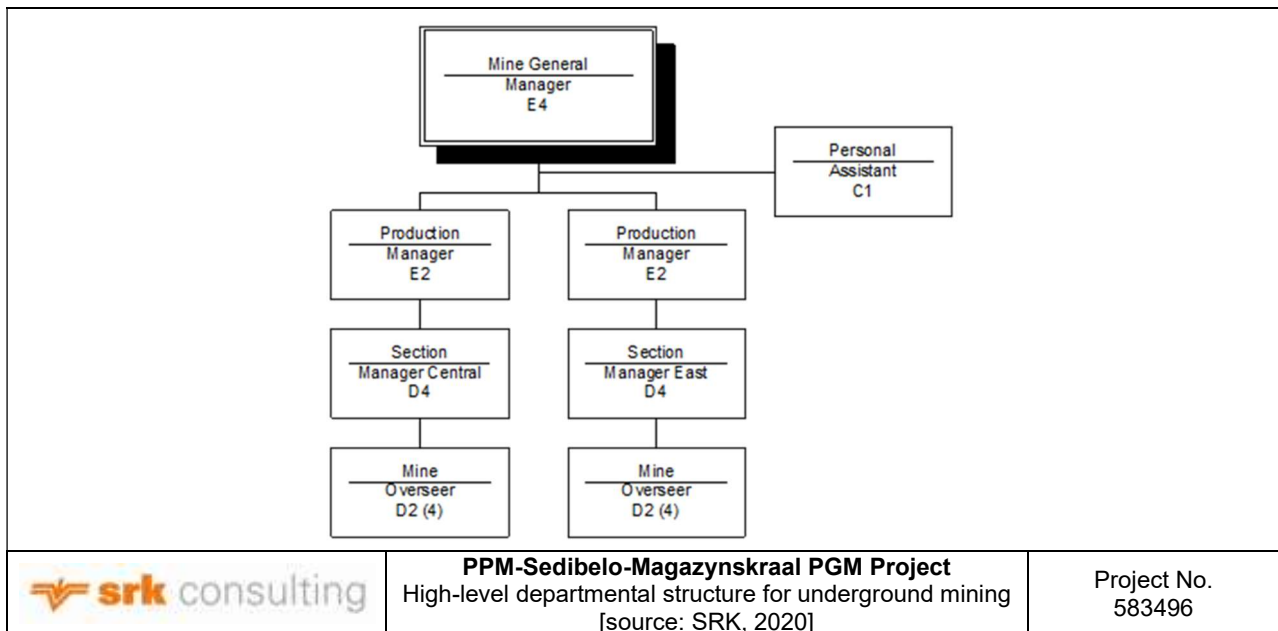 Mine General
Manager
E4
Personal
Assistant
C1
Production
Manager
E2
Production
Manager
E2
Section
Manager Central
D4
Section
Manager East
D4
Mine
Overseer
D2 (4)
Mine
Overseer
D2 (4)
srk consulting
PPM-Sedibelo-Magazynskraal PGM Project
High-level departmental structure for underground mining
[source: SRK, 2020]
Project No.
583496